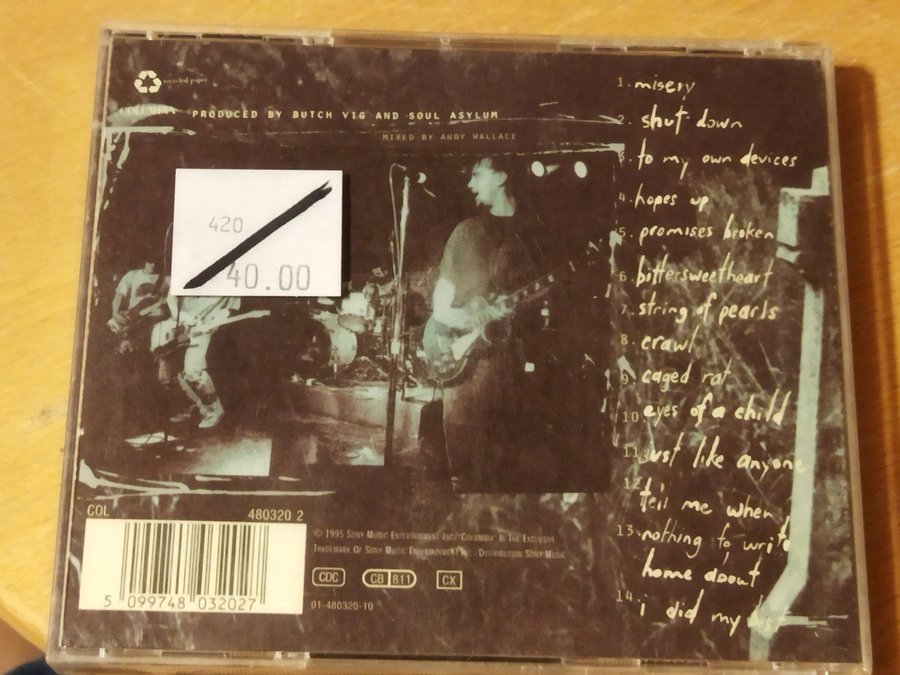 recycled paper
COLUMBIA PRODUCED BY BUTCH VIG AND SOUL ASYLUM
MIXED BY ANDY WALLACE
420
40.00
1. misery
2. shut down
3. to my own devices
4. hopes up
5. promises broken
6. bittersweetheart
7. string of pearls
8. crawl
9. caged rat
10. eyes of a child
11. just like anyone
12.
tell me when
13. nothing to write
home about
14. i did my best
COL 480320 2
5 099748 032027
© 1995 Sony Music Entertainment Inc./"Columbia" Is The Exclusive
Trademark Of Sony Music Entertainment Inc./Distribution Sony Music
CDC CB 811 CX
01-480320-10